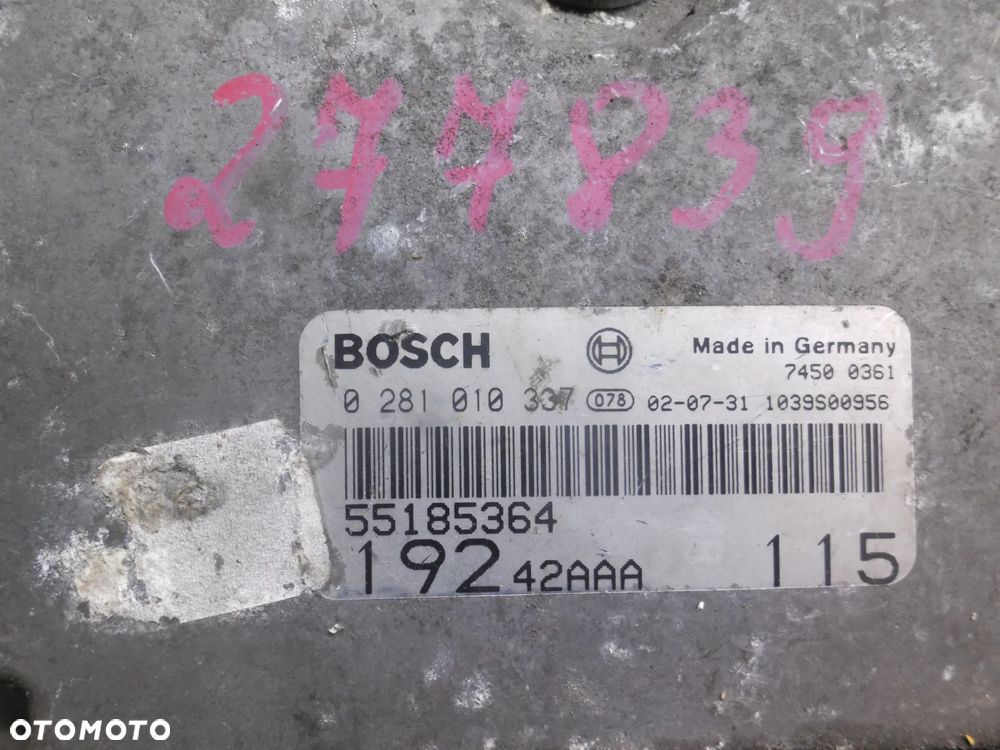 277839
BOSCH
Made in Germany
7450 0361
0 281 010 337 078 02-07-31 1039S00956
55185364
192 42AAA 115
OTOMOTO